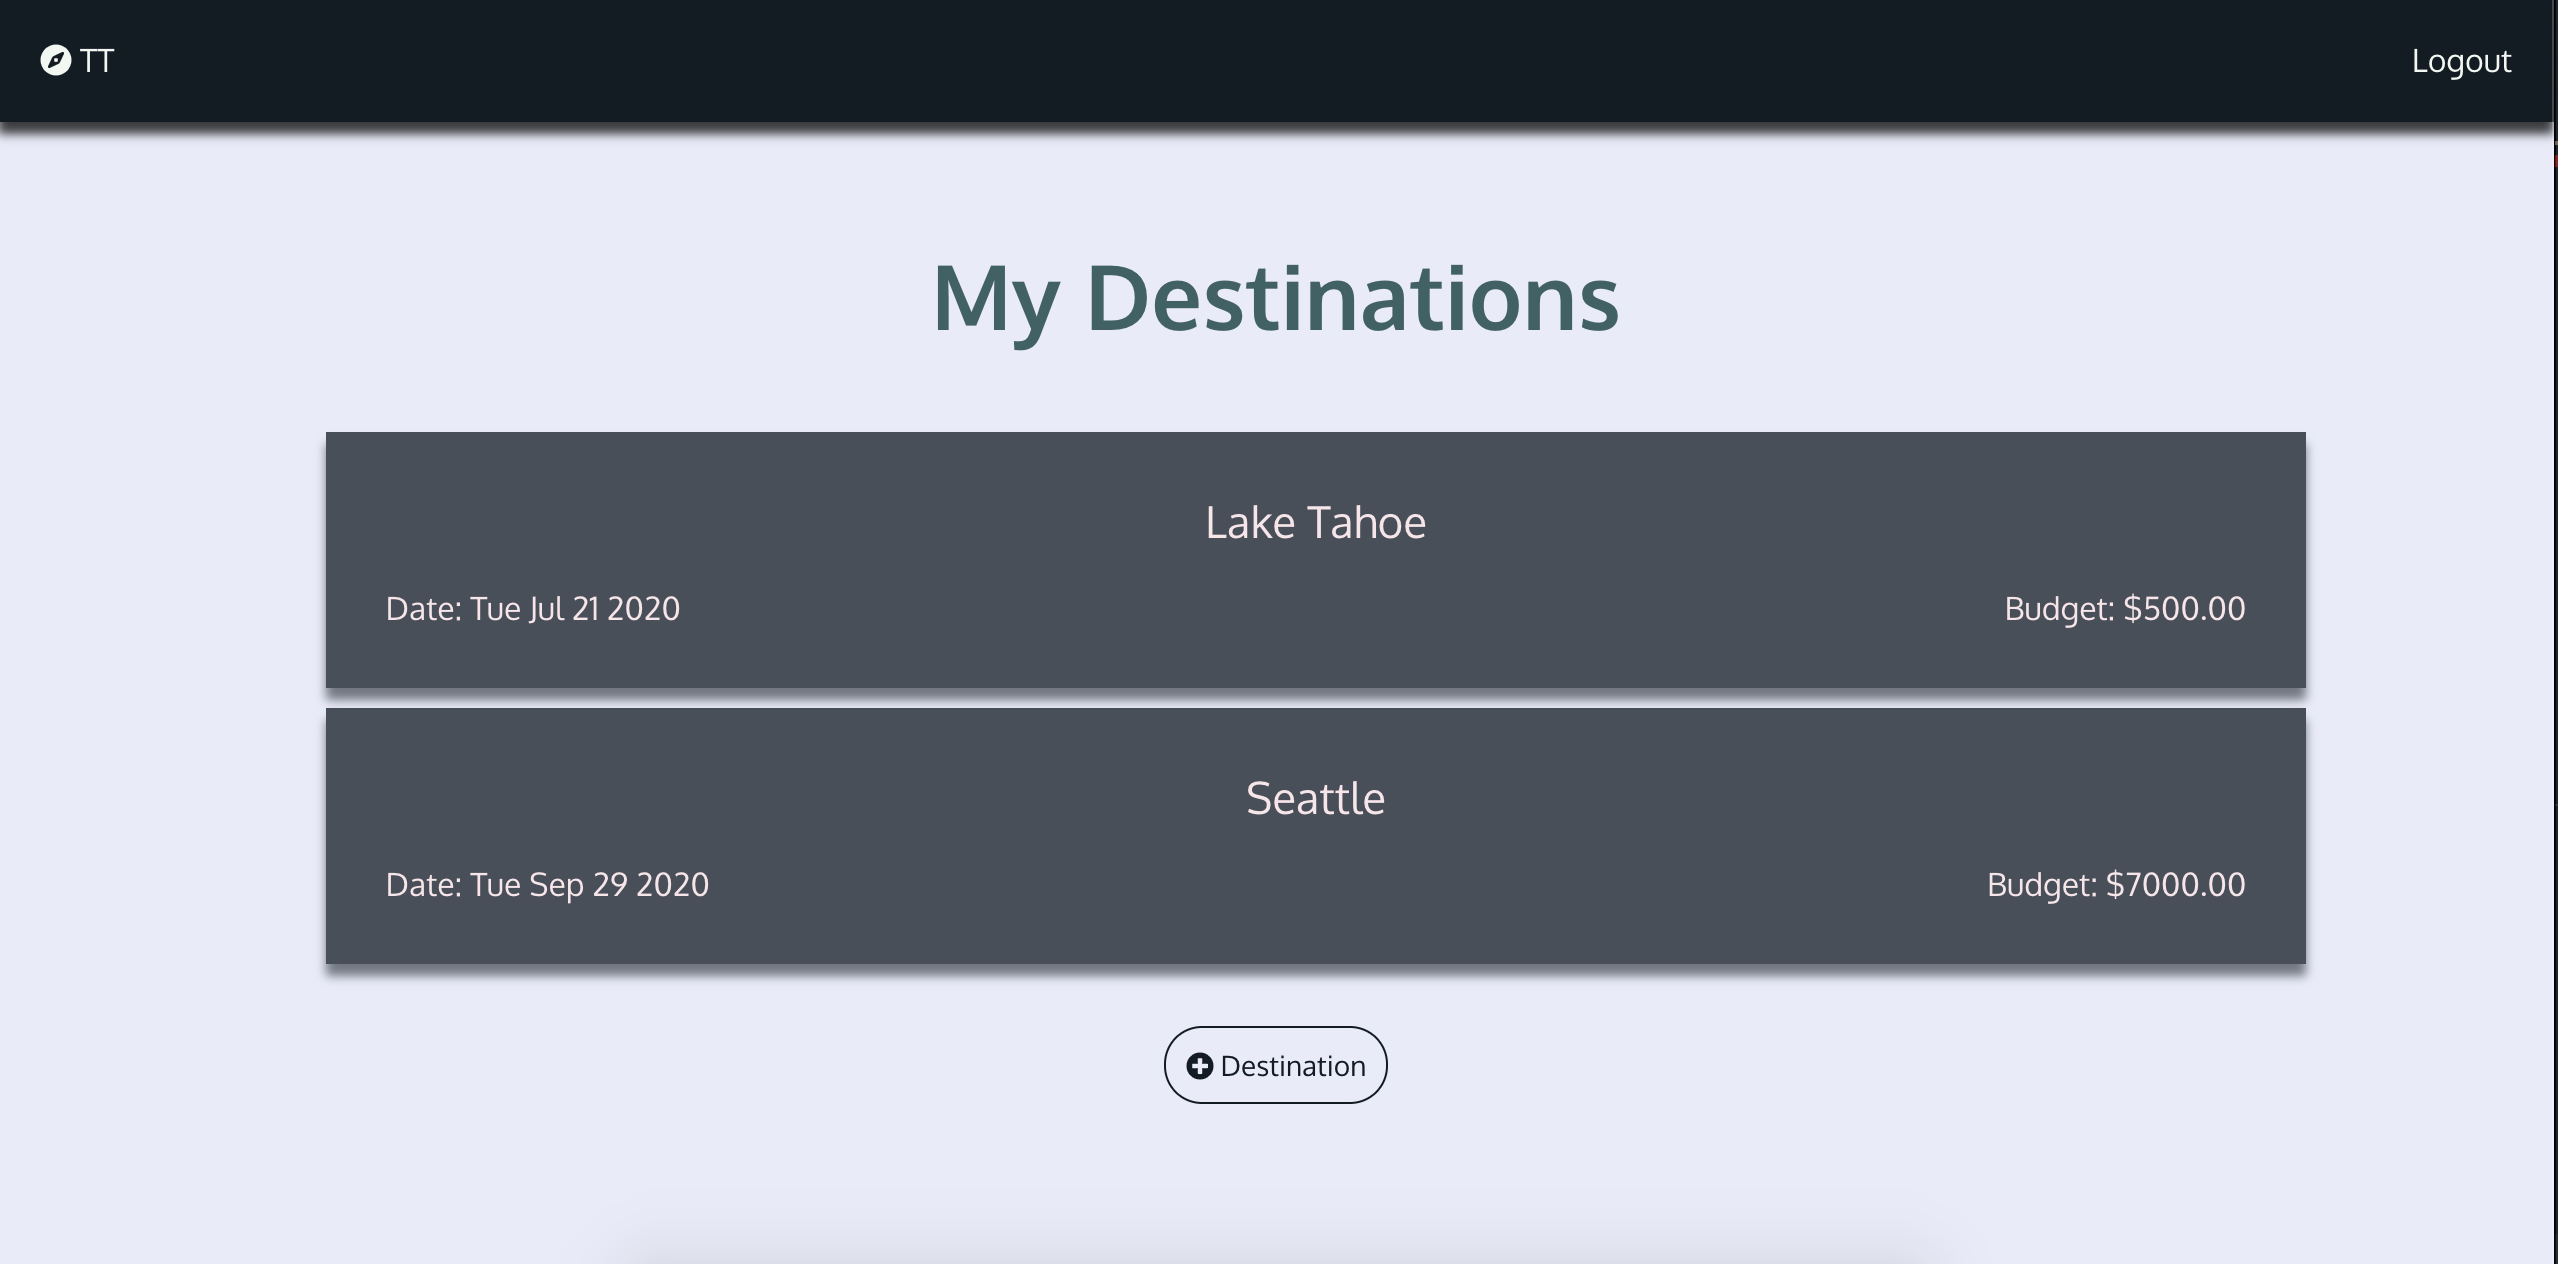 TT
Logout
My Destinations
Lake Tahoe
Date: Tue Jul 21 2020
Budget: $500.00
Seattle
Date: Tue Sep 29 2020
Budget: $7000.00
Destination